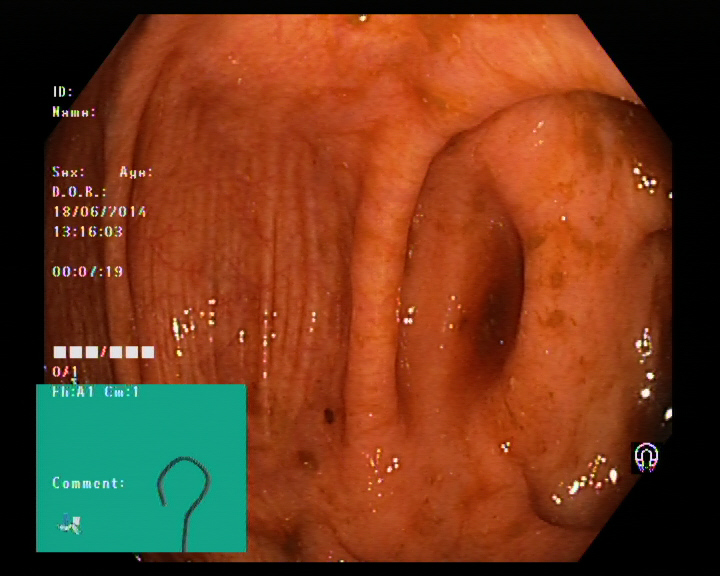 ID:
Name:
Sex: Age:
D.O.B.:
18/06/2014
13:16:03
00:07:19
■■■/■■■
0/1
Eh:A1 Cm:1
Comment: